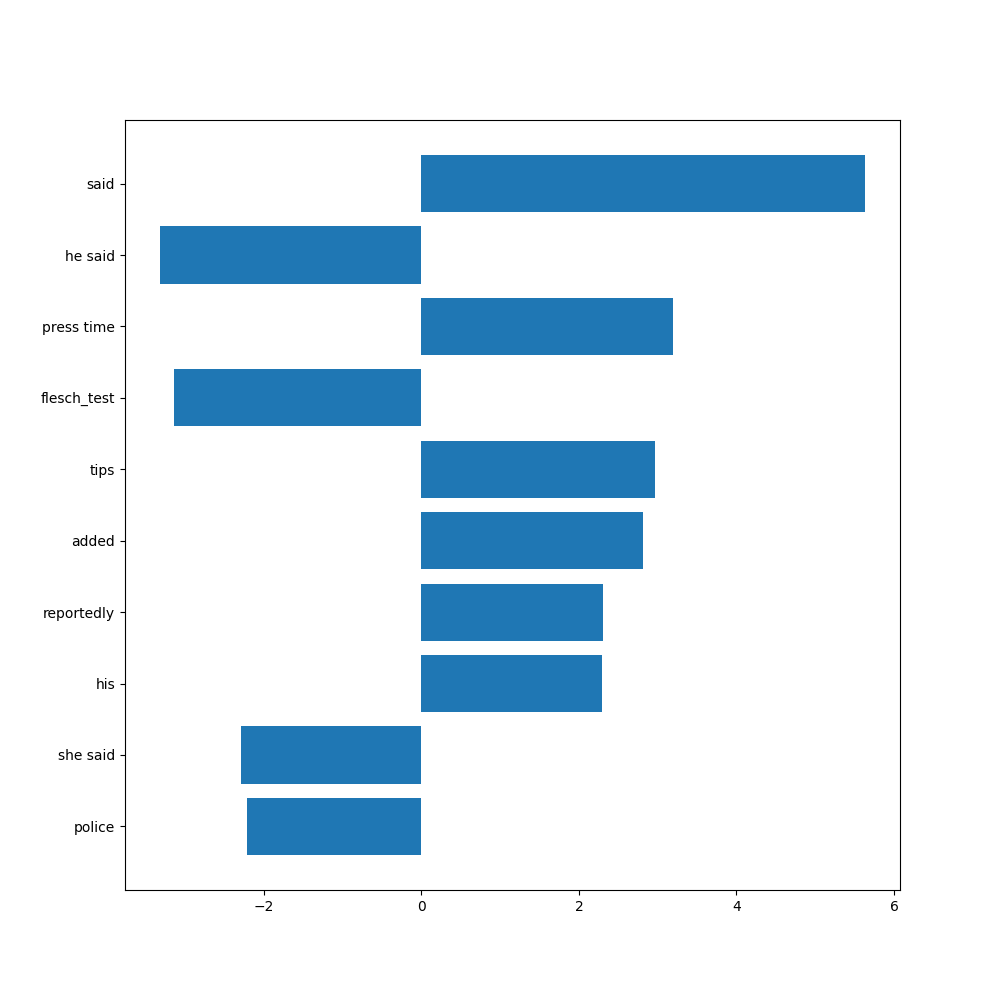 said
he said
press time
flesch_test
tips
added
reportedly
his
she said
police
−2 0 2 4 6